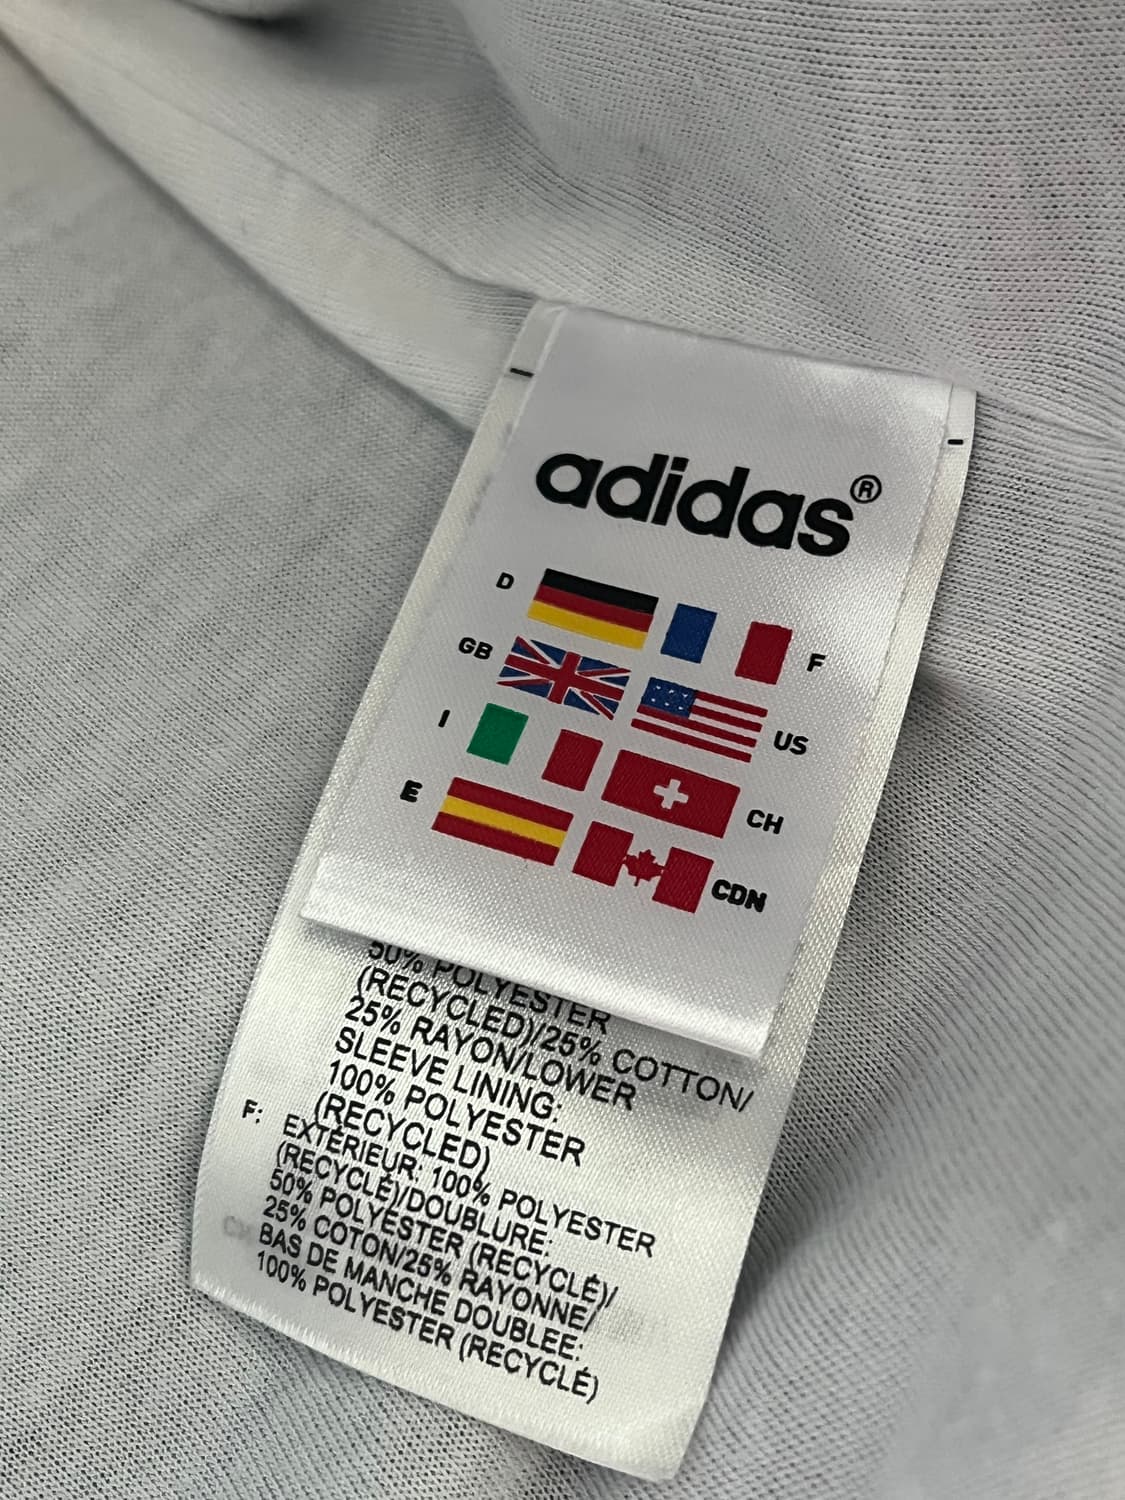 adidas®
D F
GB US
I CH
E CDN
50% POLYESTER
(RECYCLED)/25% COTTON/
25% RAYON/LOWER
SLEEVE LINING:
100% POLYESTER
(RECYCLED)
F: EXTÉRIEUR: 100% POLYESTER
(RECYCLÉ)/DOUBLURE:
50% POLYESTER (RECYCLÉ)/
25% COTON/25% RAYONNE/
BAS DE MANCHE DOUBLEE:
100% POLYESTER (RECYCLÉ)